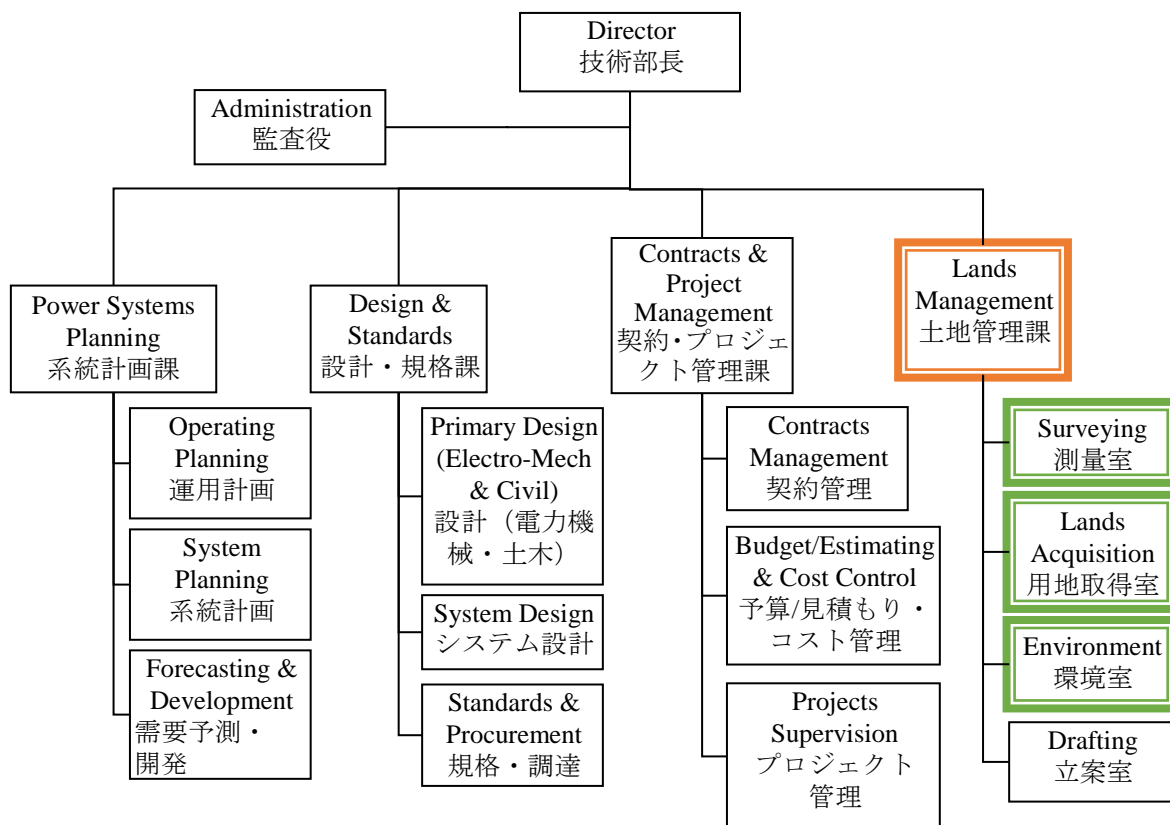 Director
技術部長
Administration
監査役
Power Systems
Planning
系統計画課
Operating
Planning
運用計画
System
Planning
系統計画
Forecasting &
Development
需要予測・
開発
Design &
Standards
設計・規格課
Primary Design
(Electro-Mech
& Civil)
設計（電力機
械・土木）
System Design
システム設計
Standards &
Procurement
規格・調達
Contracts &
Project
Management
契約・プロジェ
クト管理課
Contracts
Management
契約管理
Budget/Estimating
& Cost Control
予算/見積もり・
コスト管理
Projects
Supervision
プロジェクト
管理
Lands
Management
土地管理課
Surveying
測量室
Lands
Acquisition
用地取得室
Environment
環境室
Drafting
立案室